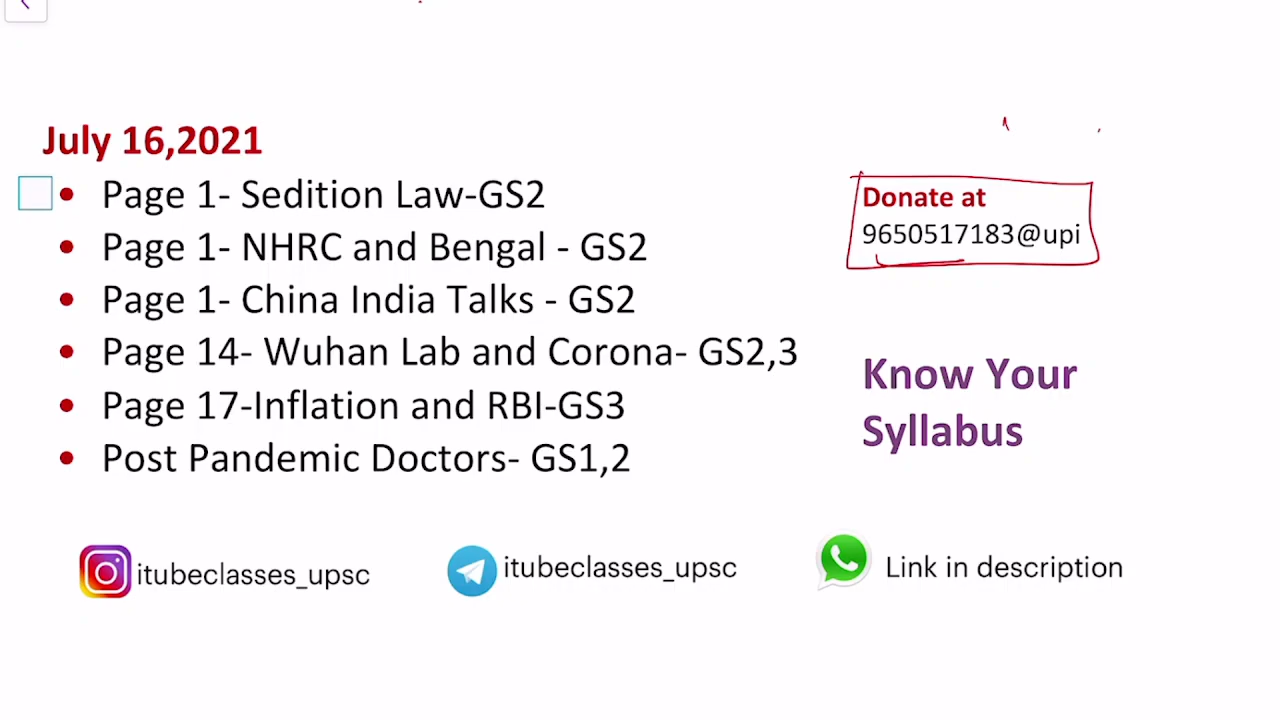 July 16,2021
• Page 1- Sedition Law-GS2
• Page 1- NHRC and Bengal - GS2
• Page 1- China India Talks - GS2
• Page 14- Wuhan Lab and Corona- GS2,3
• Page 17-Inflation and RBI-GS3
• Post Pandemic Doctors- GS1,2
Donate at
9650517183@upi
Know Your
Syllabus
itubeclasses_upsc
itubeclasses_upsc
Link in description